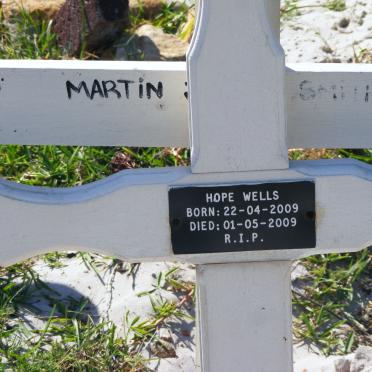 MARTIN
HOPE WELLS
BORN: 22-04-2009
DIED: 01-05-2009
R.I.P.